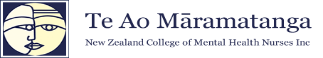 Te Ao Māramatanga
New Zealand College of Mental Health Nurses Inc